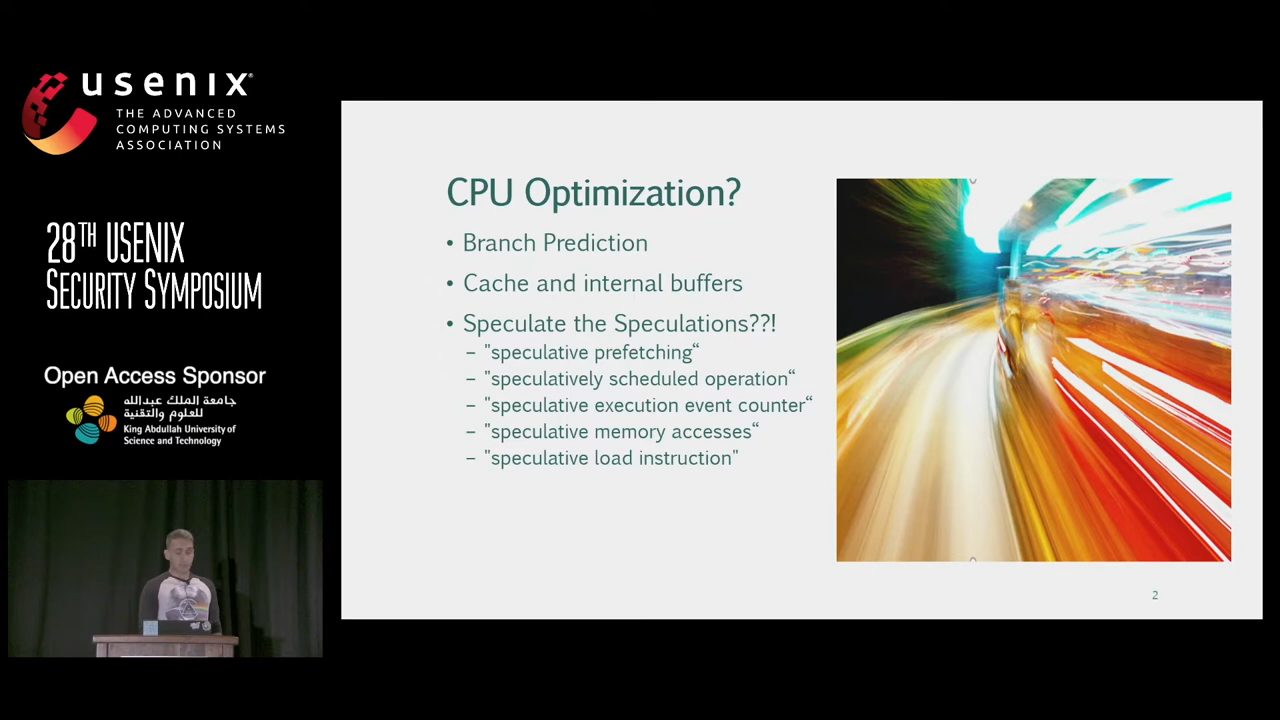 usenix
THE ADVANCED
COMPUTING SYSTEMS
ASSOCIATION
28TH USENIX
SECURITY SYMPOSIUM
Open Access Sponsor
جامعة الملك عبدالله
للعلوم والتقنية
King Abdullah University of
Science and Technology
CPU Optimization?
• Branch Prediction
• Cache and internal buffers
• Speculate the Speculations??!
– "speculative prefetching“
– "speculatively scheduled operation“
– "speculative execution event counter“
– "speculative memory accesses“
– "speculative load instruction"
2